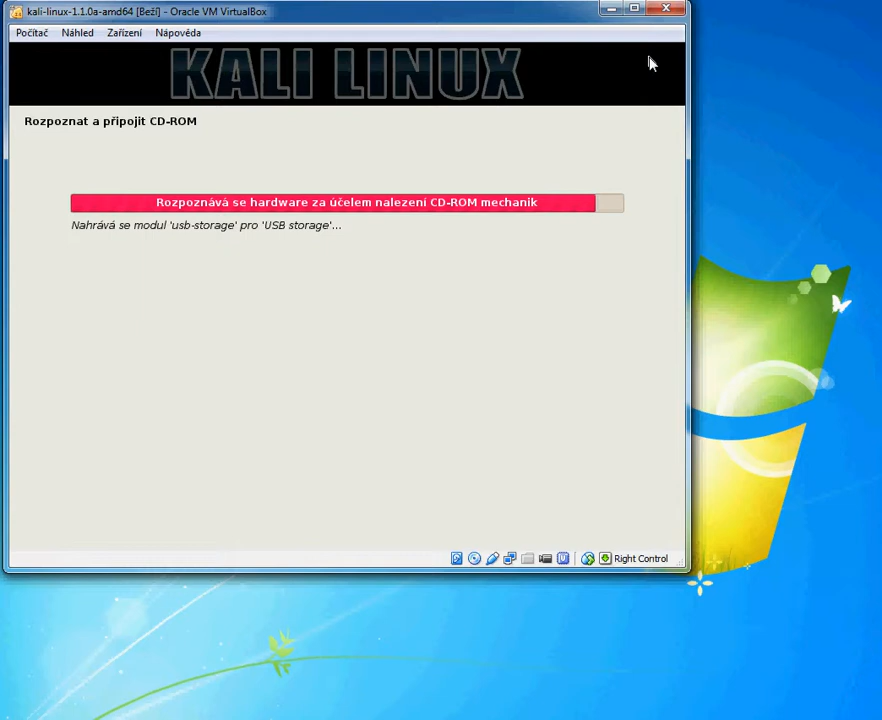 kali-linux-1.1.0a-amd64 [Beží] - Oracle VM VirtualBox
Počítač Náhled Zařízení Nápověda
KALI LINUX
Rozpoznat a připojit CD-ROM
Rozpoznává se hardware za účelem nalezení CD-ROM mechanik
Nahrává se modul 'usb-storage' pro 'USB storage'...
Right Control